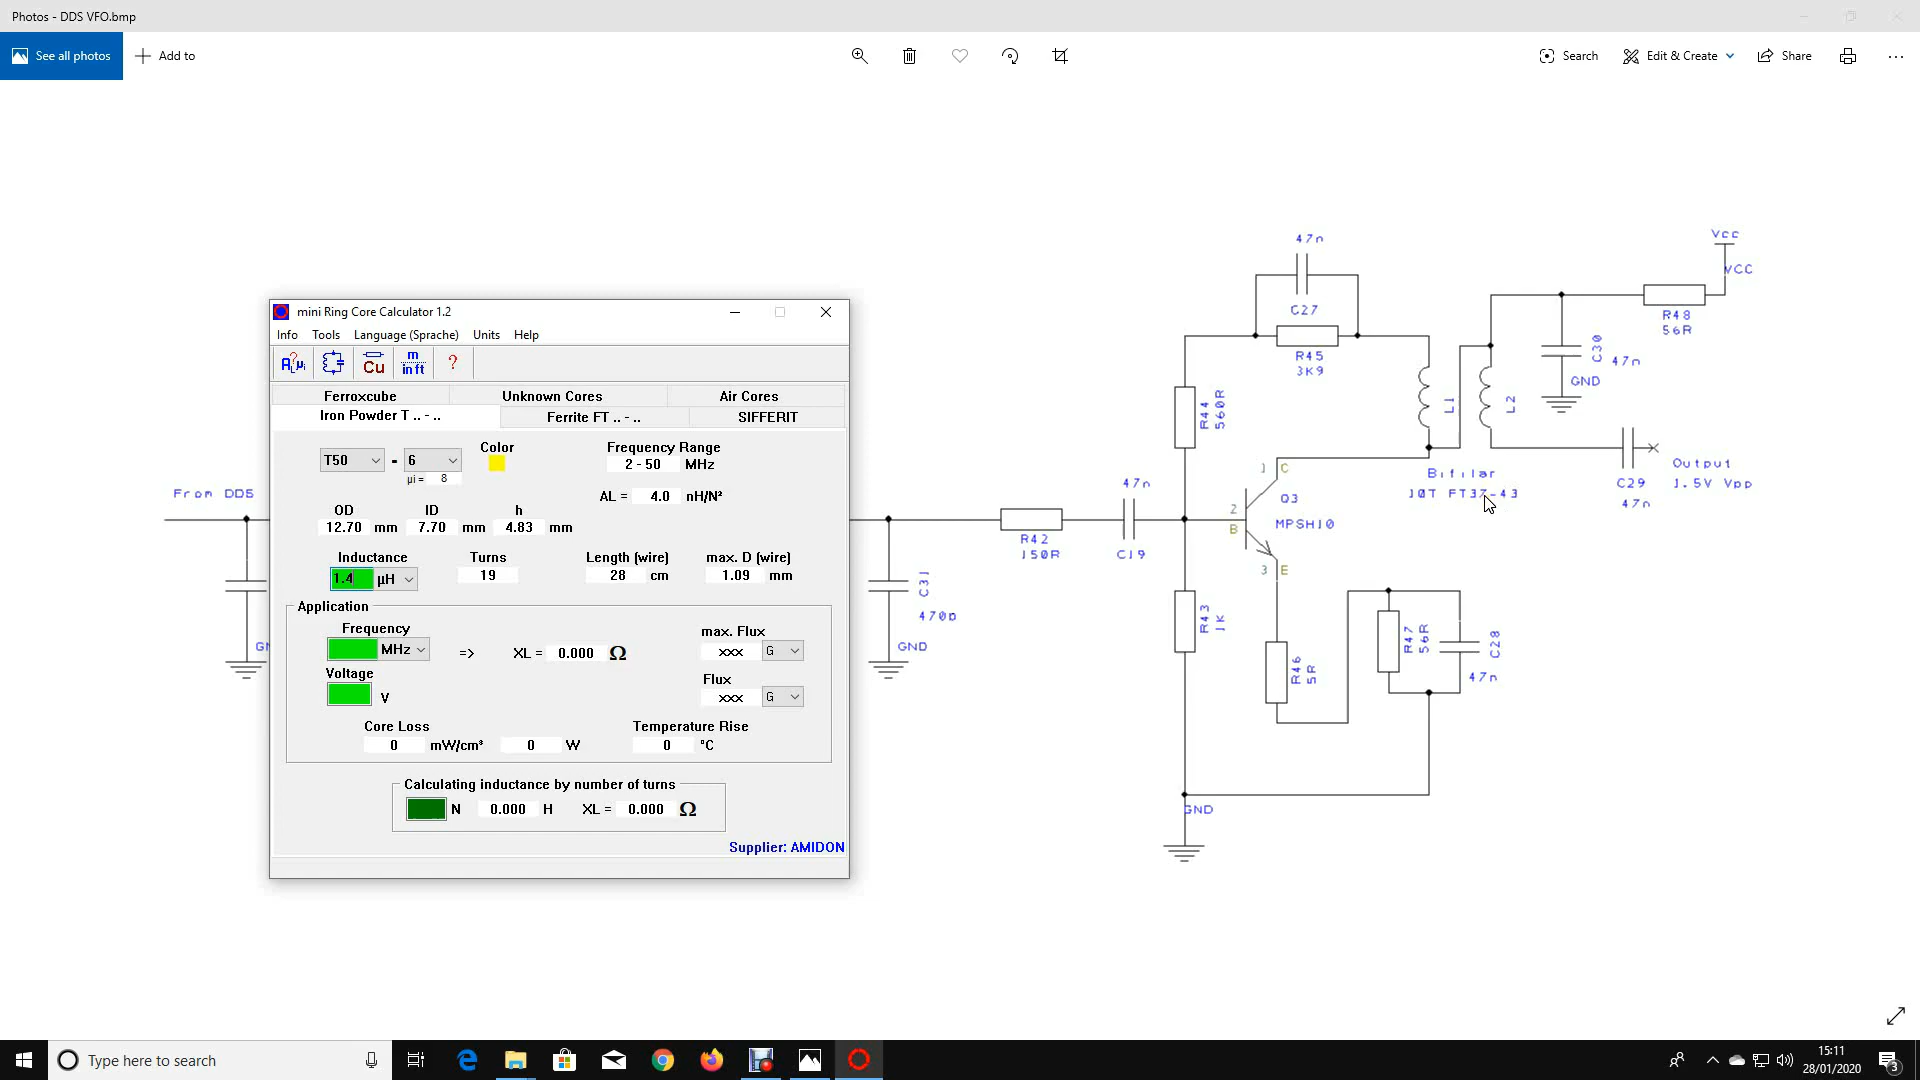 Photos - DDS VFO.bmp
See all photos
Add to
Search
Edit & Create
Share
mini Ring Core Calculator 1.2
Info Tools Language (Sprache) Units Help
A?L µi
Cu
m
in ft
?
Ferroxcube Unknown Cores Air Cores
Iron Powder T .. - .. Ferrite FT .. - .. SIFFERIT
T50 - 6
µi = 8
Color
Frequency Range
2 - 50 MHz
AL = 4.0 nH/N²
OD ID h
12.70 mm 7.70 mm 4.83 mm
Inductance Turns Length (wire) max. D (wire)
1.4 µH 19 28 cm 1.09 mm
Application
Frequency
MHz => XL = 0.000 Ω
max. Flux
xxx G
Voltage
V
Flux
xxx G
Core Loss Temperature Rise
0 mW/cm³ 0 W 0 °C
Calculating inductance by number of turns
N 0.000 H XL = 0.000 Ω
Supplier: AMIDON
From DDS
GN
C31
470p
GND
R42
150R
47n
C19
R44
560R
R43
1K
GND
47n
C27
R45
3K9
1 C
2
B
3 E
Q3
MPSH10
R46
5R
R47
56R
C28
47n
L1
L2
Bifilar
10T FT37-43
C30
47n
GND
R48
56R
Vcc
VCC
C29
47n
Output
1.5V Vpp
Type here to search
15:11
28/01/2020
3